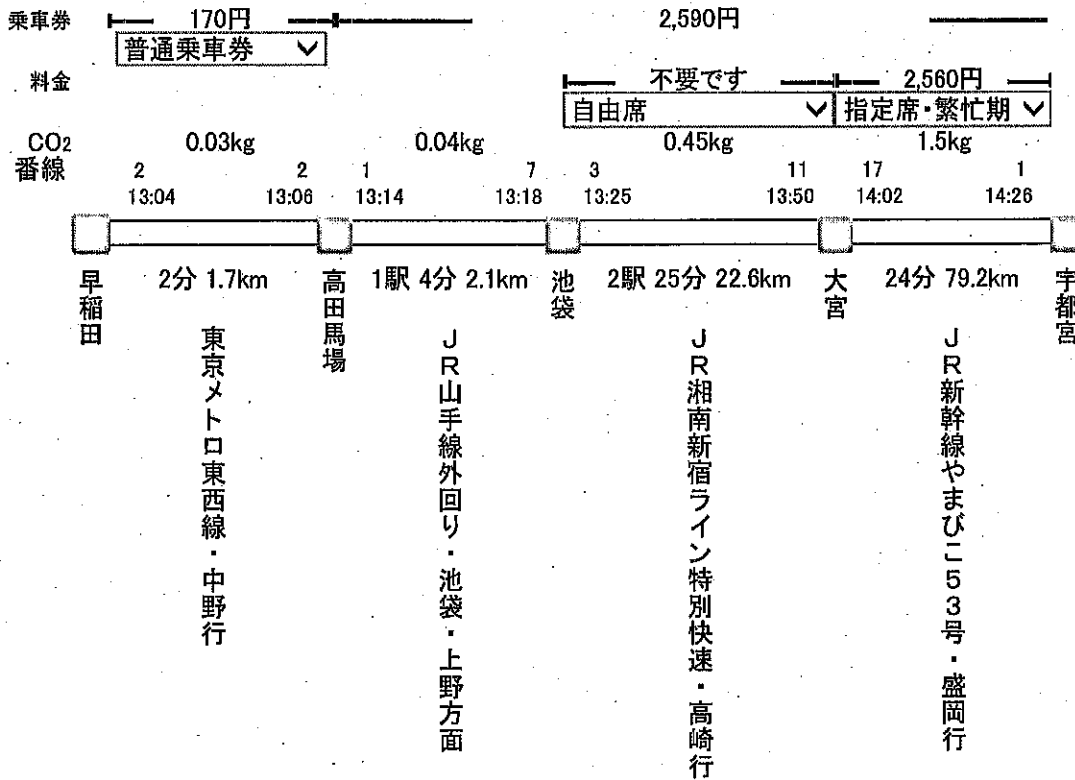 乗車券 170円 2,590円
普通乗車券
料金 不要です 2,560円
自由席 指定席・繁忙期
CO2 0.03kg 0.04kg 0.45kg 1.5kg
番線 2 2 1 7 3 11 17 1
13:04 13:06 13:14 13:18 13:25 13:50 14:02 14:26
早稲田
2分 1.7km
高田馬場
1駅 4分 2.1km
池袋
2駅 25分 22.6km
大宮
24分 79.2km
宇都宮
東京メトロ東西線・中野行
JR山手線外回り・池袋・上野方面
JR湘南新宿ライン特別快速・高崎行
JR新幹線やまびこ53号・盛岡行